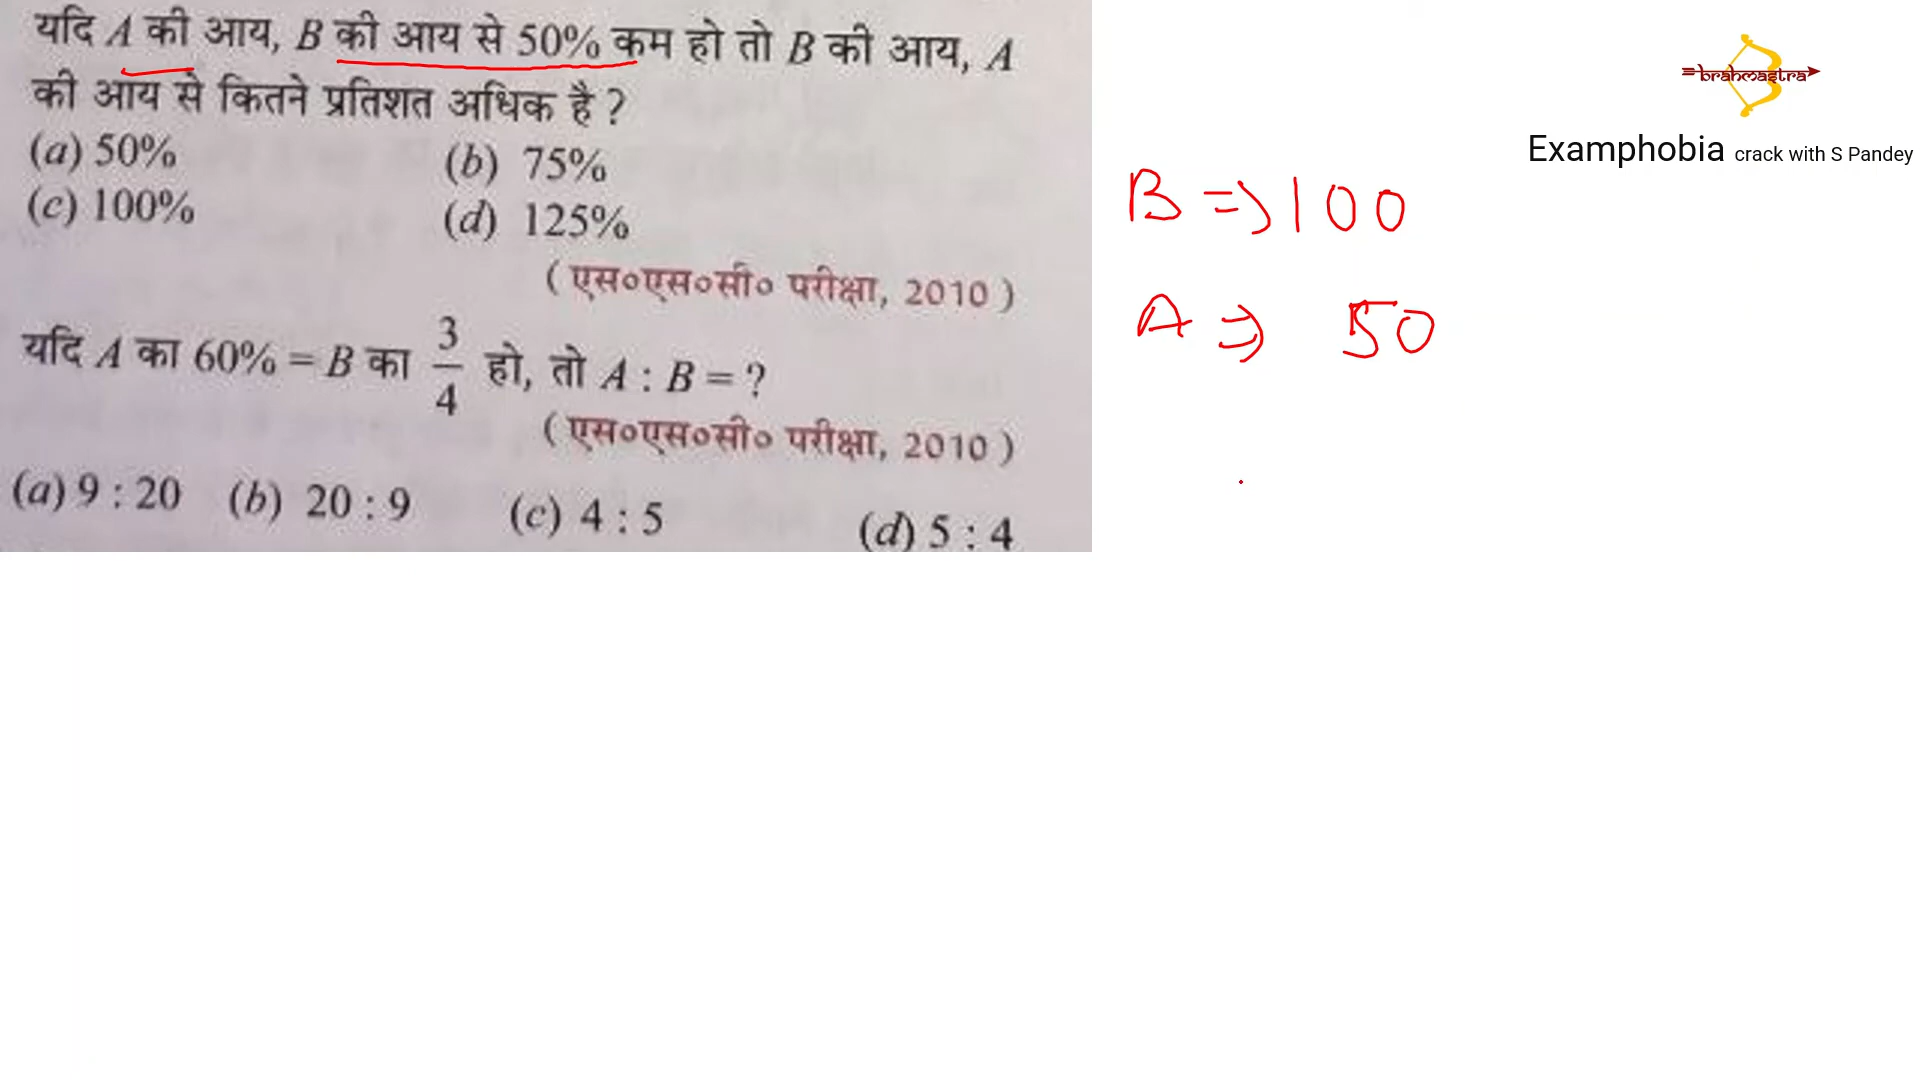 यदि A की आय, B की आय से 50% कम हो तो B की आय, A
की आय से कितने प्रतिशत अधिक है ?
(a) 50% (b) 75%
(c) 100% (d) 125%
( एस०एस०सी० परीक्षा, 2010 )
यदि A का 60% = B का 3/4 हो, तो A : B = ?
( एस०एस०सी० परीक्षा, 2010 )
(a) 9 : 20 (b) 20 : 9 (c) 4 : 5 (d) 5 : 4
brahmastra
Examphobia crack with S Pandey
B => 100
A => 50